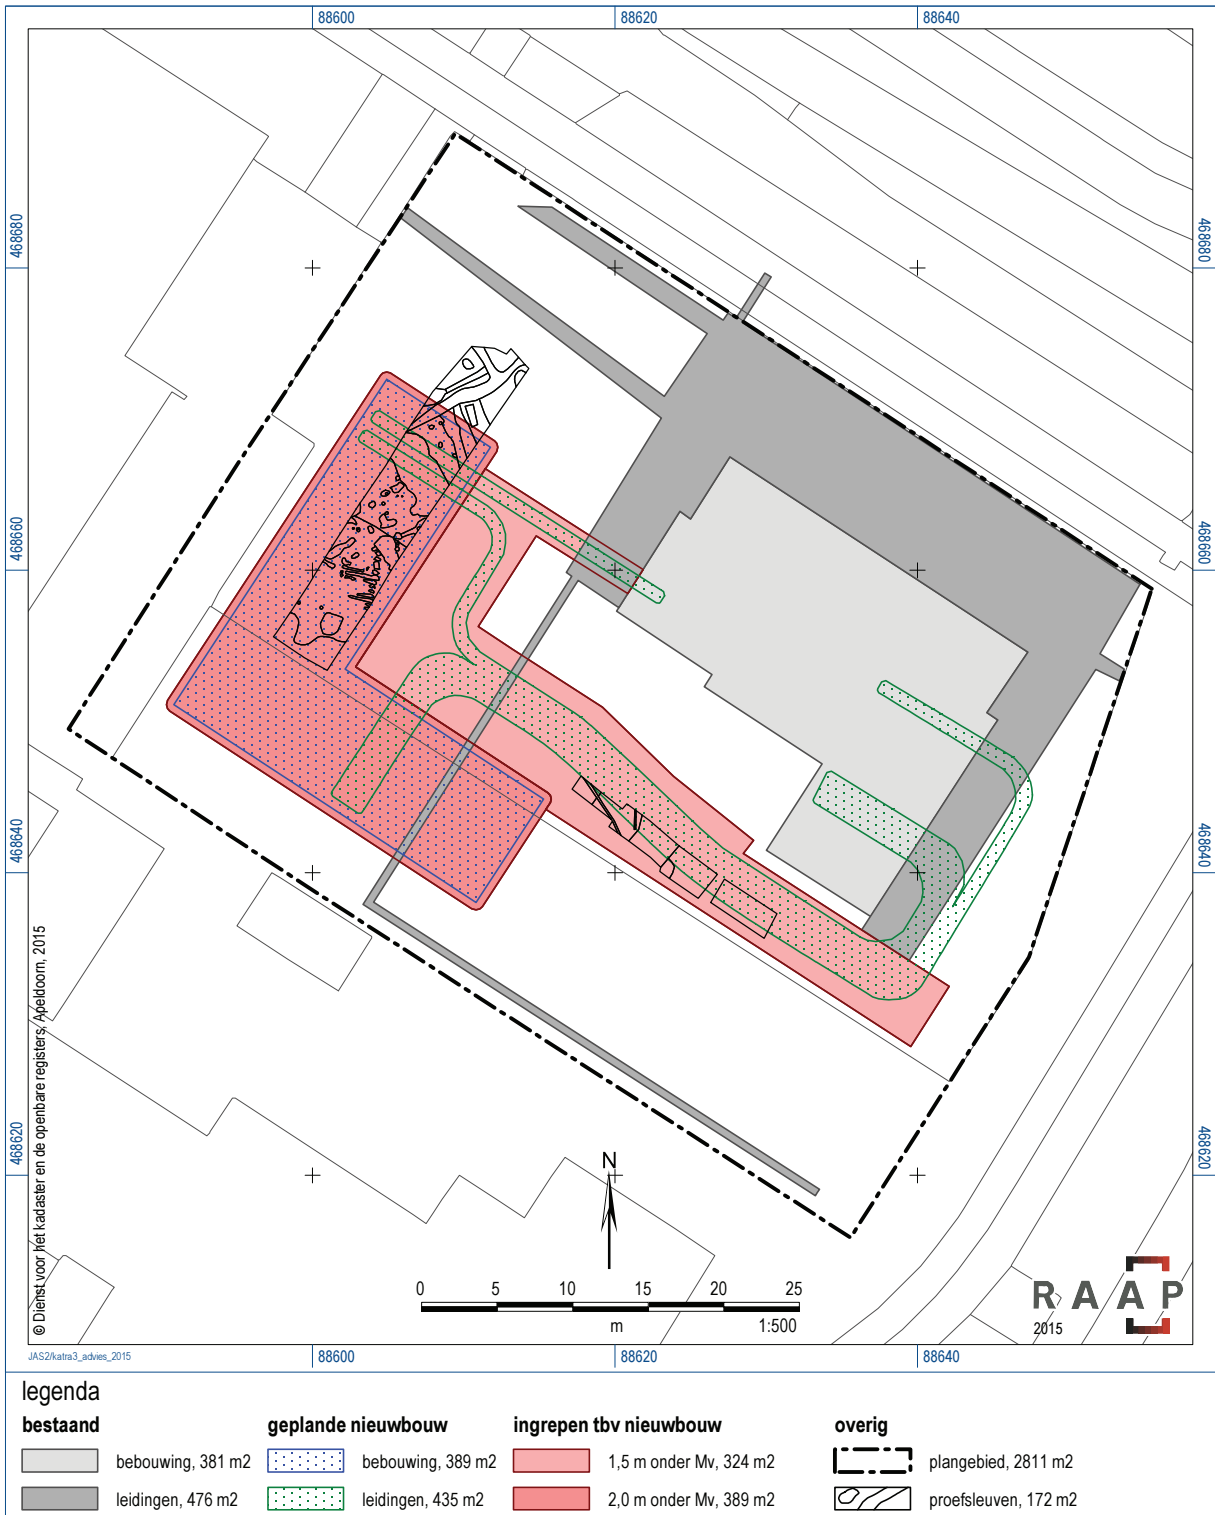 88600 88620 88640
468680 468680
468660 468660
468640 468640
468620 468620
© Dienst voor het kadaster en de openbare registers, Apeldoorn, 2015
N
0 5 10 15 20 25
m 1:500
RAAP
2015
JAS2/katra3_advies_2015
88600 88620 88640
legenda
bestaand geplande nieuwbouw ingrepen tbv nieuwbouw overig
bebouwing, 381 m2 bebouwing, 389 m2 1,5 m onder Mv, 324 m2 plangebied, 2811 m2
leidingen, 476 m2 leidingen, 435 m2 2,0 m onder Mv, 389 m2 proefsleuven, 172 m2